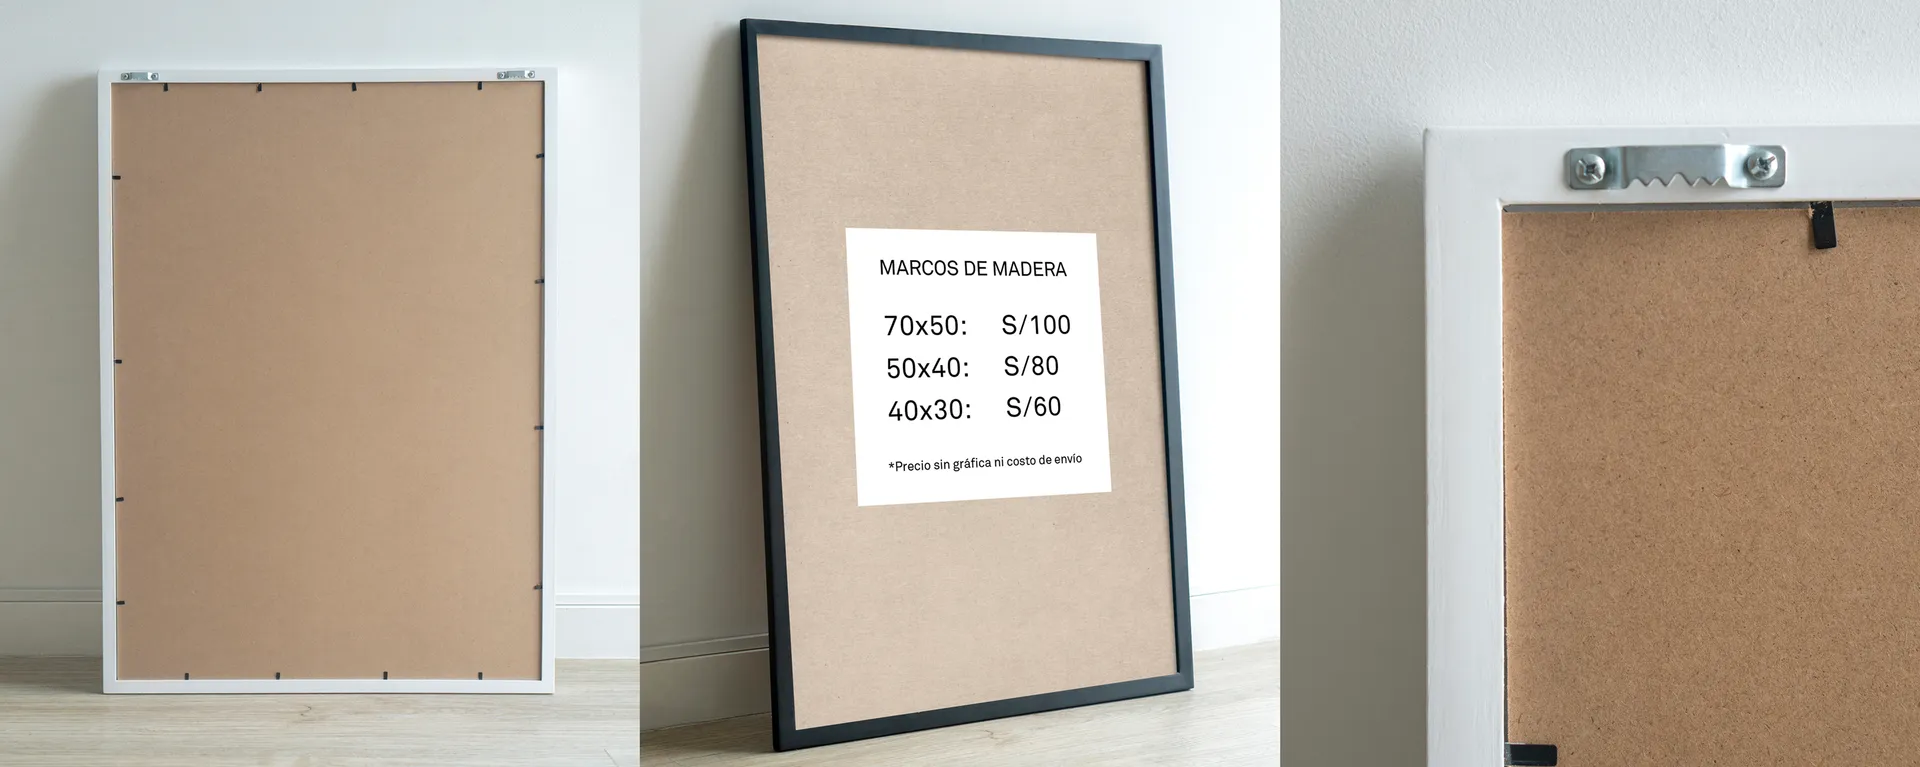 MARCOS DE MADERA
70x50: S/100
50x40: S/80
40x30: S/60
*Precio sin gráfica ni costo de envío